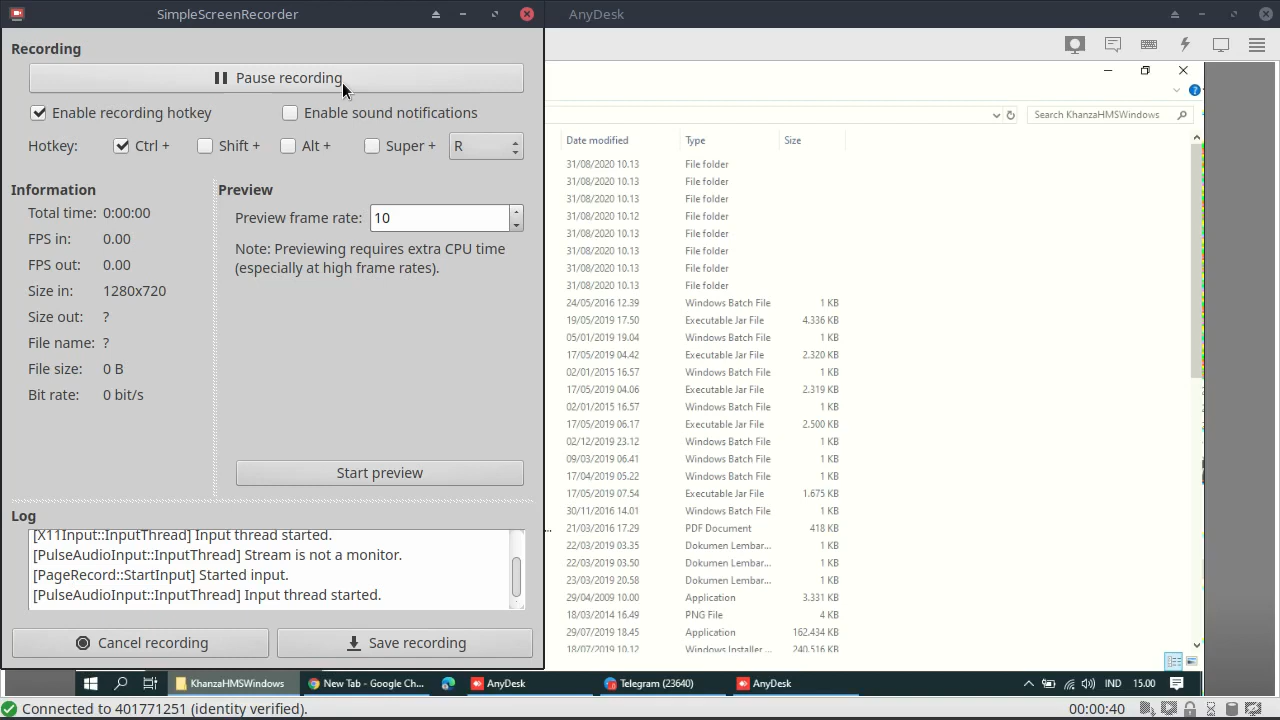 SimpleScreenRecorder
AnyDesk
Recording
Pause recording
Enable recording hotkey
Enable sound notifications
Hotkey:
Ctrl +
Shift +
Alt +
Super +
R
Information
Total time: 0:00:00
FPS in: 0.00
FPS out: 0.00
Size in: 1280x720
Size out: ?
File name: ?
File size: 0 B
Bit rate: 0 bit/s
Preview
Preview frame rate: 10
Note: Previewing requires extra CPU time
(especially at high frame rates).
Start preview
Log
[X11Input::InputThread] Input thread started.
[PulseAudioInput::InputThread] Stream is not a monitor.
[PageRecord::StartInput] Started input.
[PulseAudioInput::InputThread] Input thread started.
Cancel recording
Save recording
Search KhanzaHMSWindows
Date modified Type Size
31/08/2020 10.13 File folder
31/08/2020 10.13 File folder
31/08/2020 10.13 File folder
31/08/2020 10.12 File folder
31/08/2020 10.13 File folder
31/08/2020 10.13 File folder
31/08/2020 10.13 File folder
31/08/2020 10.13 File folder
24/05/2016 12.39 Windows Batch File 1 KB
19/05/2019 17.50 Executable Jar File 4.336 KB
05/01/2019 19.04 Windows Batch File 1 KB
17/05/2019 04.42 Executable Jar File 2.320 KB
02/01/2015 16.57 Windows Batch File 1 KB
17/05/2019 04.06 Executable Jar File 2.319 KB
02/01/2015 16.57 Windows Batch File 1 KB
17/05/2019 06.17 Executable Jar File 2.500 KB
02/12/2019 23.12 Windows Batch File 1 KB
09/03/2019 06.41 Windows Batch File 1 KB
17/04/2019 05.22 Windows Batch File 1 KB
17/05/2019 07.54 Executable Jar File 1.675 KB
30/11/2016 14.01 Windows Batch File 1 KB
... 21/03/2016 17.29 PDF Document 418 KB
22/03/2019 03.35 Dokumen Lembar... 1 KB
22/03/2019 03.50 Dokumen Lembar... 1 KB
23/03/2019 20.58 Dokumen Lembar... 1 KB
29/04/2009 10.00 Application 3.331 KB
18/03/2014 16.49 PNG File 4 KB
29/07/2019 18.45 Application 162.434 KB
18/07/2019 10.12 Windows Installer ... 240.516 KB
KhanzaHMSWindows
New Tab - Google Ch...
AnyDesk
Telegram (23640)
AnyDesk
IND 15.00
Connected to 401771251 (identity verified).
00:00:40